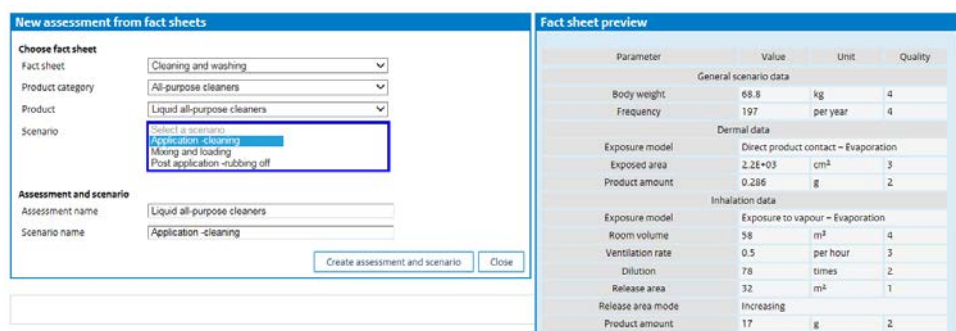 New assessment from fact sheets
Choose fact sheet
Fact sheet Cleaning and washing
Product category All-purpose cleaners
Product Liquid all-purpose cleaners
Scenario Select a scenario
Application -cleaning
Mixing and loading
Post application -rubbing off
Assessment and scenario
Assessment name Liquid all-purpose cleaners
Scenario name Application -cleaning
Create assessment and scenario Close
Fact sheet preview
Parameter Value Unit Quality
General scenario data
Body weight 68.8 kg 4
Frequency 197 per year 4
Dermal data
Exposure model Direct product contact – Evaporation
Exposed area 2.2E+03 cm² 3
Product amount 0.286 g 2
Inhalation data
Exposure model Exposure to vapour – Evaporation
Room volume 58 m³ 4
Ventilation rate 0.5 per hour 3
Dilution 78 times 2
Release area 32 m² 1
Release area mode Increasing
Product amount 17 g 2